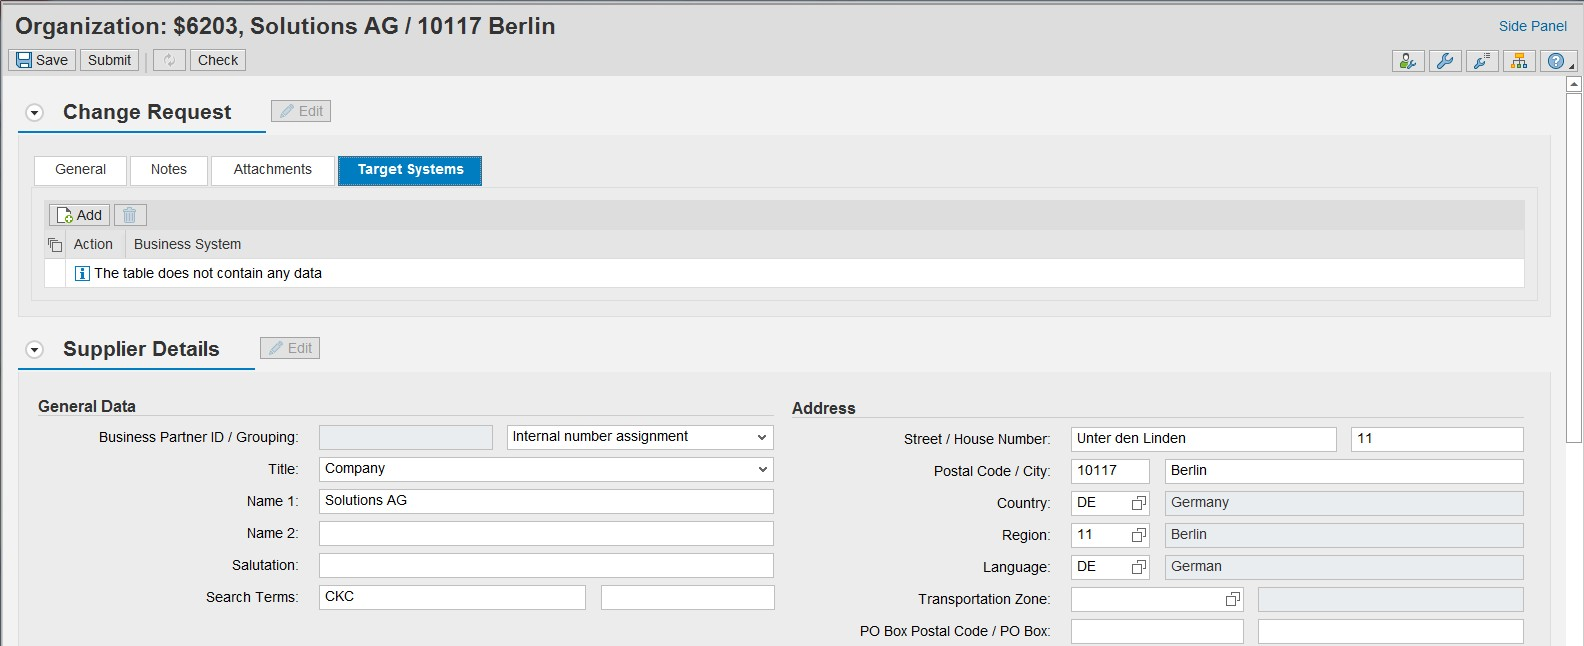 Organization: $6203, Solutions AG / 10117 Berlin
Side Panel
Save Submit Check
Change Request Edit
General Notes Attachments Target Systems
Add
Action Business System
The table does not contain any data
Supplier Details Edit
General Data
Business Partner ID / Grouping: Internal number assignment
Title: Company
Name 1: Solutions AG
Name 2:
Salutation:
Search Terms: CKC
Address
Street / House Number: Unter den Linden 11
Postal Code / City: 10117 Berlin
Country: DE Germany
Region: 11 Berlin
Language: DE German
Transportation Zone:
PO Box Postal Code / PO Box: